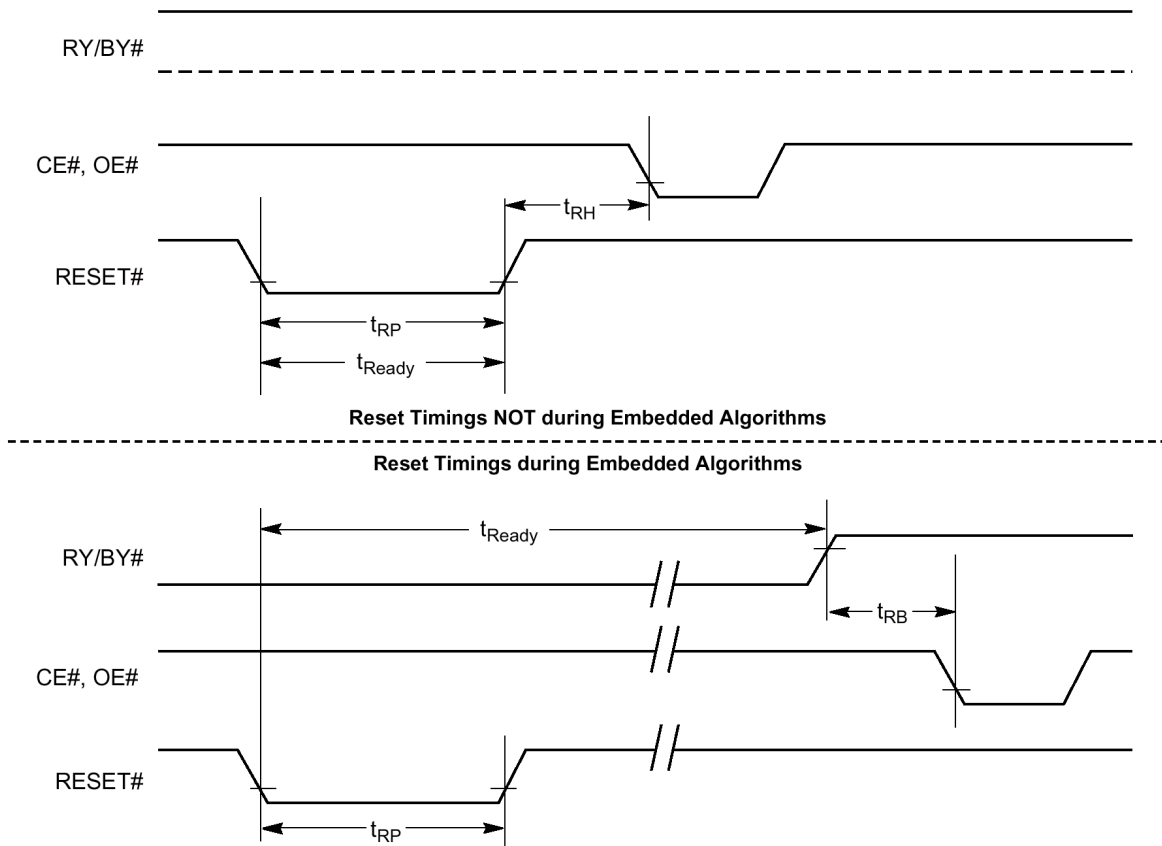 RY/BY#
CE#, OE#
tRH
RESET#
tRP
tReady
Reset Timings NOT during Embedded Algorithms
Reset Timings during Embedded Algorithms
tReady
RY/BY#
tRB
CE#, OE#
RESET#
tRP